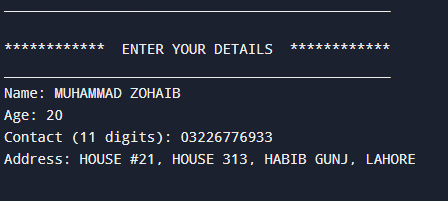 ************  ENTER YOUR DETAILS  ************
Name: MUHAMMAD ZOHAIB
Age: 20
Contact (11 digits): 03226776933
Address: HOUSE #21, HOUSE 313, HABIB GUNJ, LAHORE